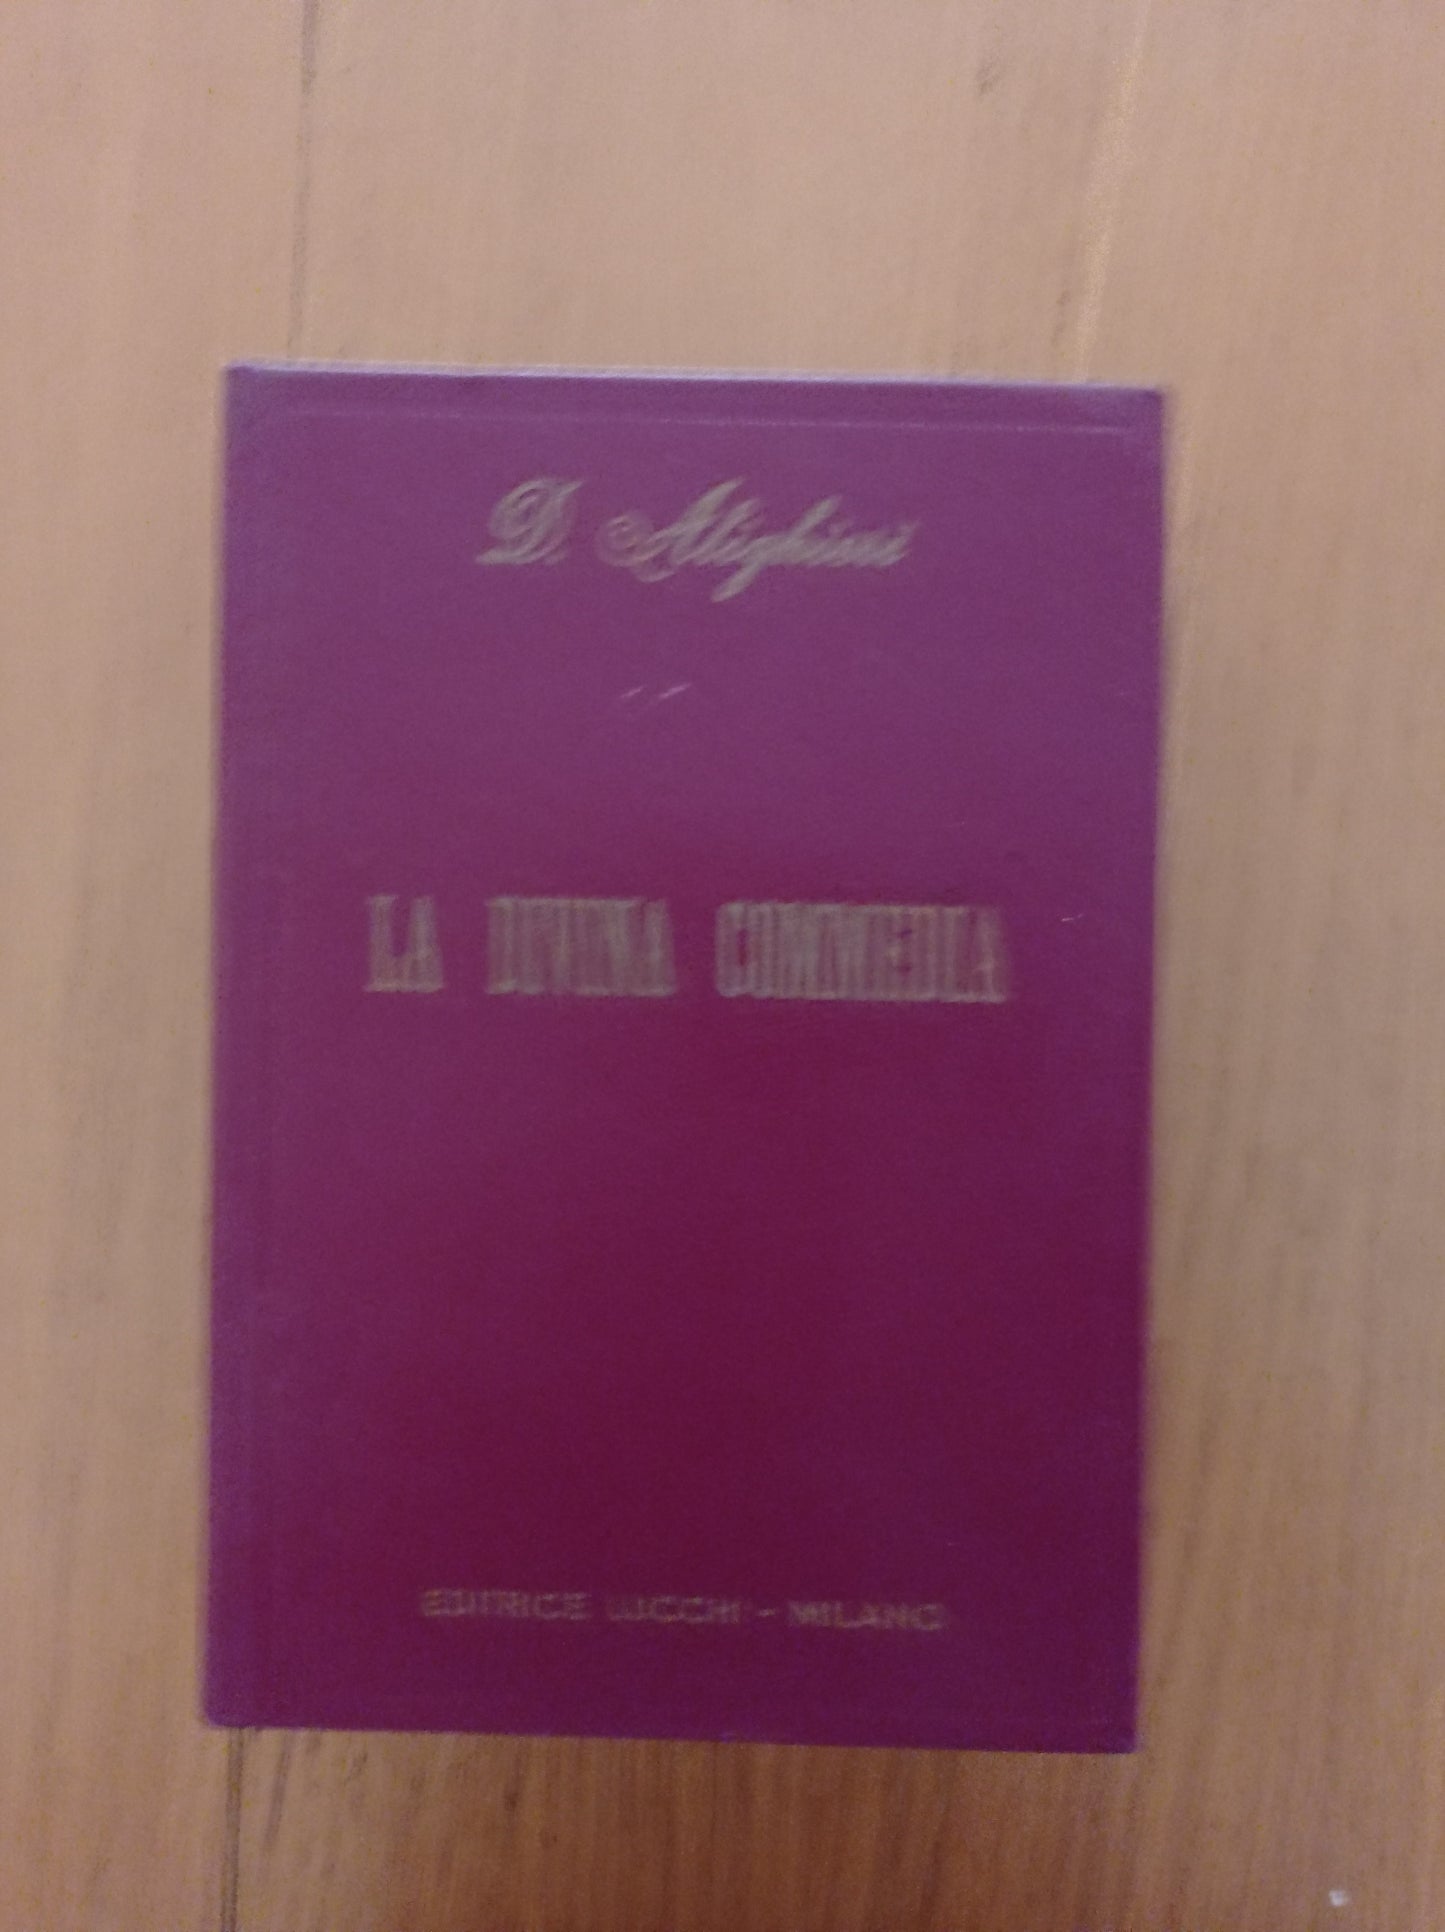 D. Alighieri
LA DIVINA COMMEDIA
EDITRICE LUCCHI - MILANO